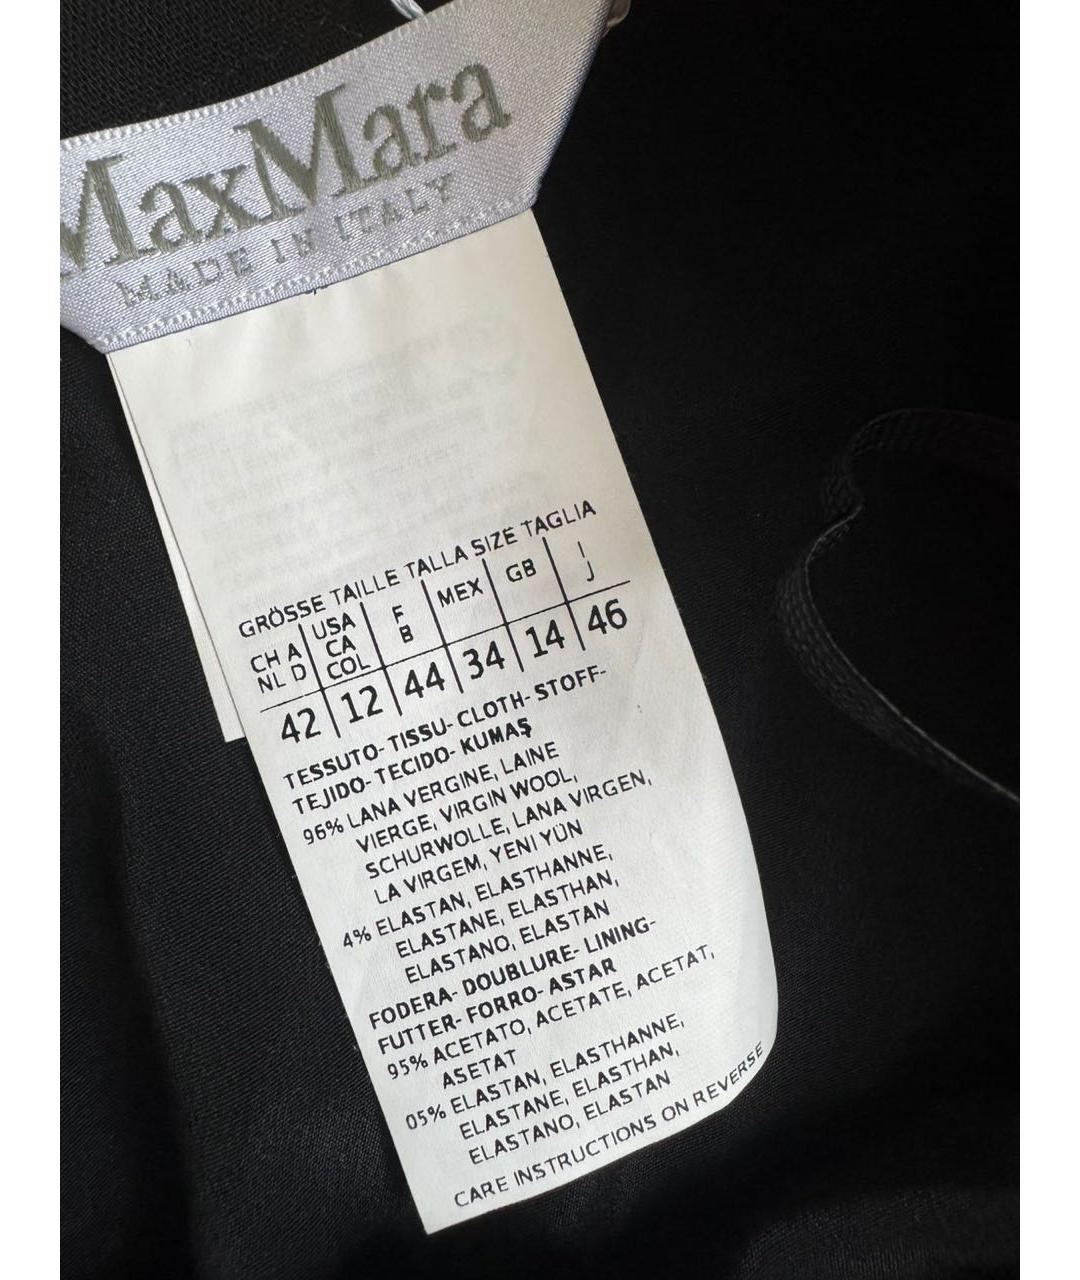 MaxMara
MADE IN ITALY
GRÖSSE TAILLE TALLA SIZE TAGLIA
CH A USA F MEX GB I
NL D CA B J
COL
42 12 44 34 14 46
TESSUTO- TISSU- CLOTH- STOFF-
TEJIDO- TECIDO- KUMAŞ
96% LANA VERGINE, LAINE
VIERGE, VIRGIN WOOL,
SCHURWOLLE, LANA VIRGEN,
LA VIRGEM, YENI YÜN
4% ELASTAN, ELASTHANNE,
ELASTANE, ELASTHAN,
ELASTANO, ELASTAN
FODERA- DOUBLURE- LINING-
FUTTER- FORRO- ASTAR
95% ACETATO, ACETATE, ACETAT,
ASETAT
05% ELASTAN, ELASTHANNE,
ELASTANE, ELASTHAN,
ELASTANO, ELASTAN
CARE INSTRUCTIONS ON REVERSE